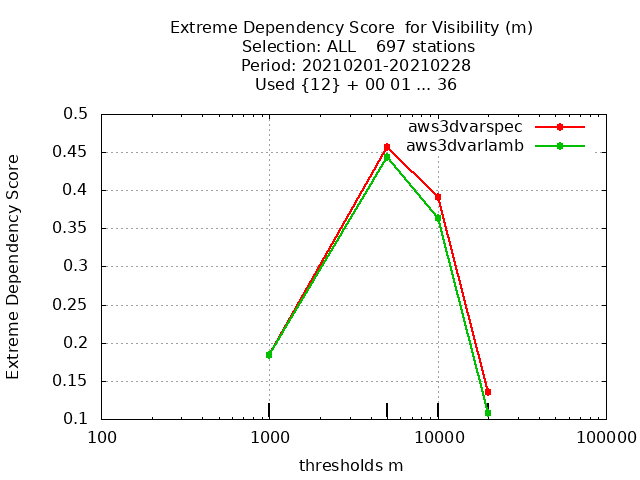 Extreme Dependency Score  for Visibility (m)
Selection: ALL    697 stations
Period: 20210201-20210228
Used {12} + 00 01 ... 36
aws3dvarspec
aws3dvarlamb
0.5
0.45
0.4
0.35
0.3
0.25
0.2
0.15
0.1
Extreme Dependency Score
100 1000 10000 100000
thresholds m